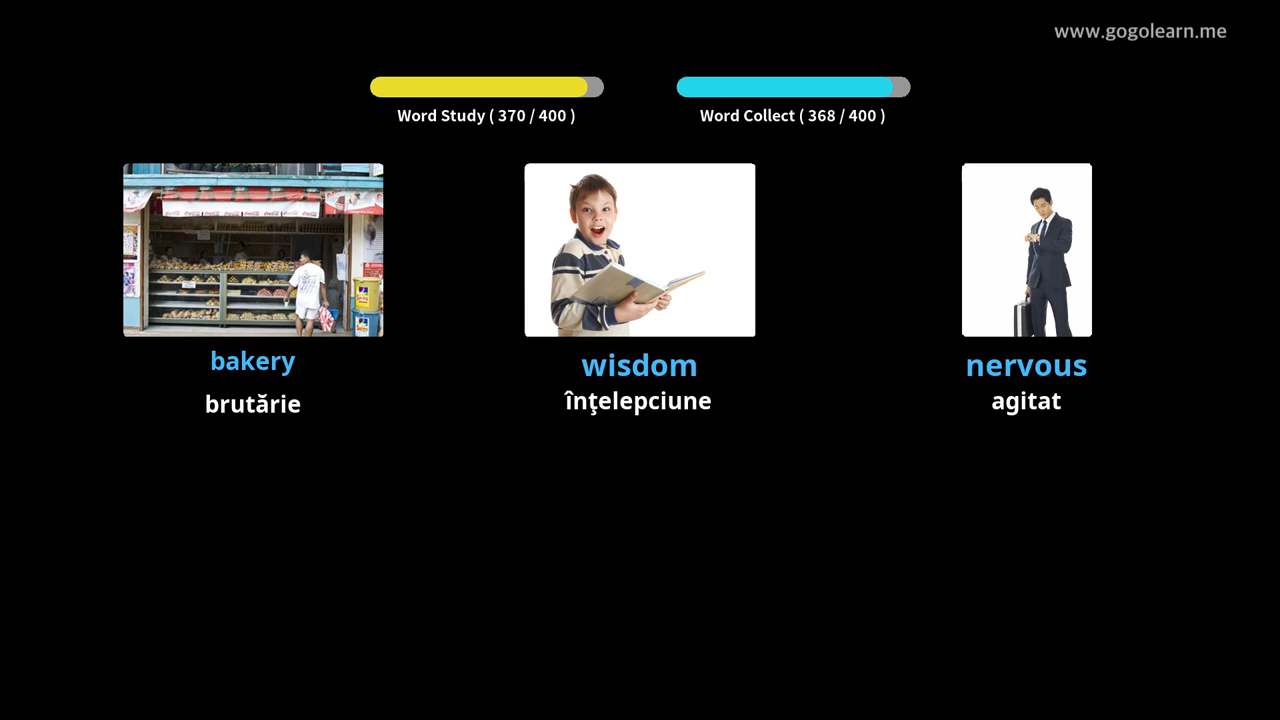 www.gogolearn.me
Word Study ( 370 / 400 )
Word Collect ( 368 / 400 )
bakery
wisdom
nervous
brutărie
înţelepciune
agitat